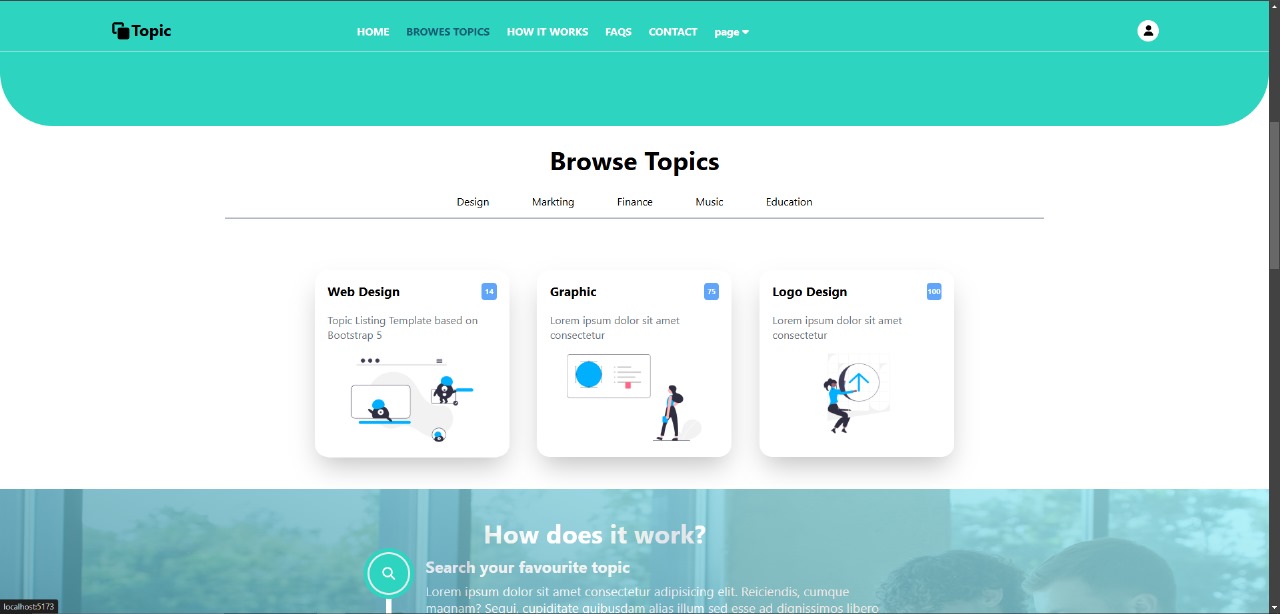 Topic
HOME BROWES TOPICS HOW IT WORKS FAQS CONTACT page
Browse Topics
Design Markting Finance Music Education
Web Design 14
Topic Listing Template based on
Bootstrap 5
Graphic 75
Lorem ipsum dolor sit amet
consectetur
Logo Design 100
Lorem ipsum dolor sit amet
consectetur
How does it work?
Search your favourite topic
Lorem ipsum dolor sit amet consectetur adipisicing elit. Reiciendis, cumque
magnam? Sequi, cupiditate quibusdam alias illum sed esse ad dignissimos libero
localhost:5173